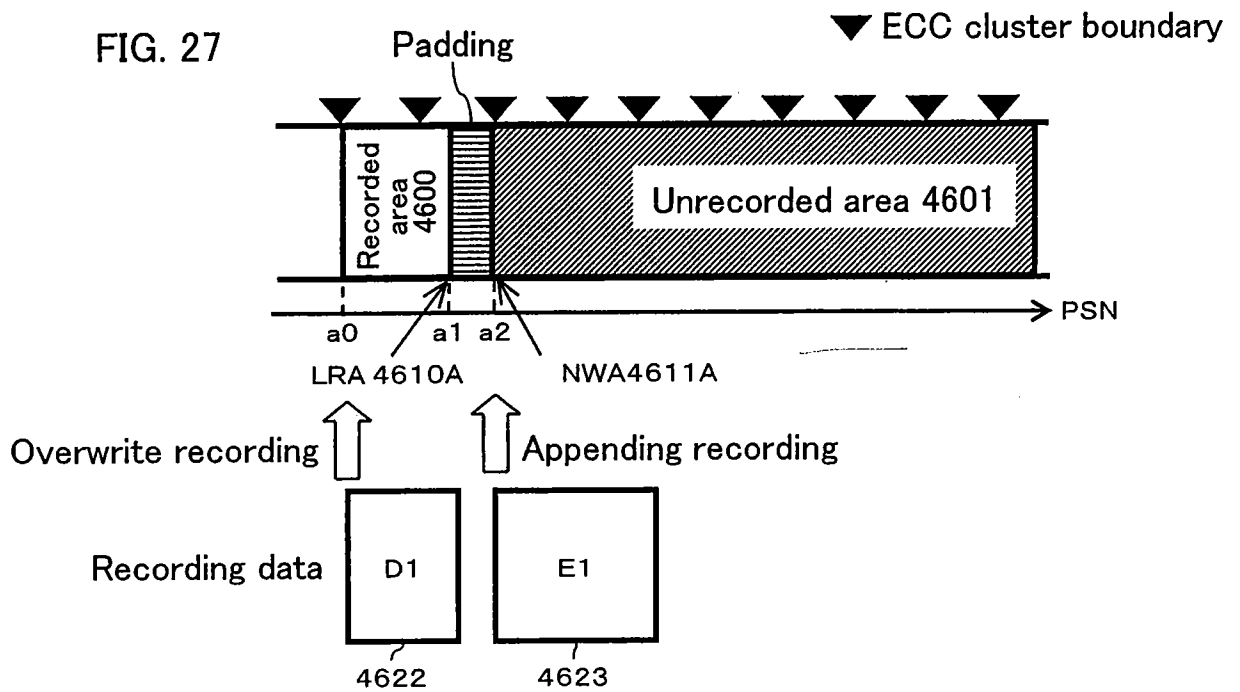 FIG. 27
▼ ECC cluster boundary
Padding
Recorded
area
4600
Unrecorded area 4601
PSN
a0 a1 a2
LRA 4610A NWA4611A
Overwrite recording Appending recording
Recording data D1 E1
4622 4623